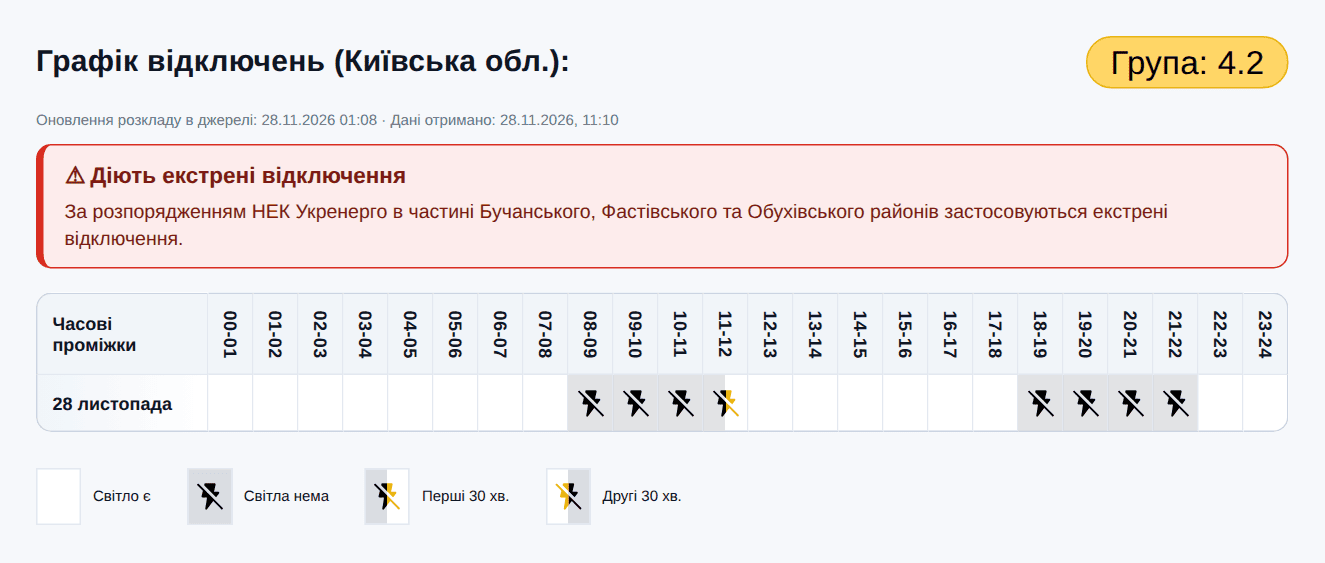 Графік відключень (Київська обл.):
Група: 4.2
Оновлення розкладу в джерелі: 28.11.2026 01:08 · Дані отримано: 28.11.2026, 11:10
⚠ Діють екстрені відключення
За розпорядженням НЕК Укренерго в частині Бучанського, Фастівського та Обухівського районів застосовуються екстрені
відключення.
Часові
проміжки
00-01 01-02 02-03 03-04 04-05 05-06 06-07 07-08 08-09 09-10 10-11 11-12 12-13 13-14 14-15 15-16 16-17 17-18 18-19 19-20 20-21 21-22 22-23 23-24
28 листопада
Світло є
Світла нема
Перші 30 хв.
Другі 30 хв.